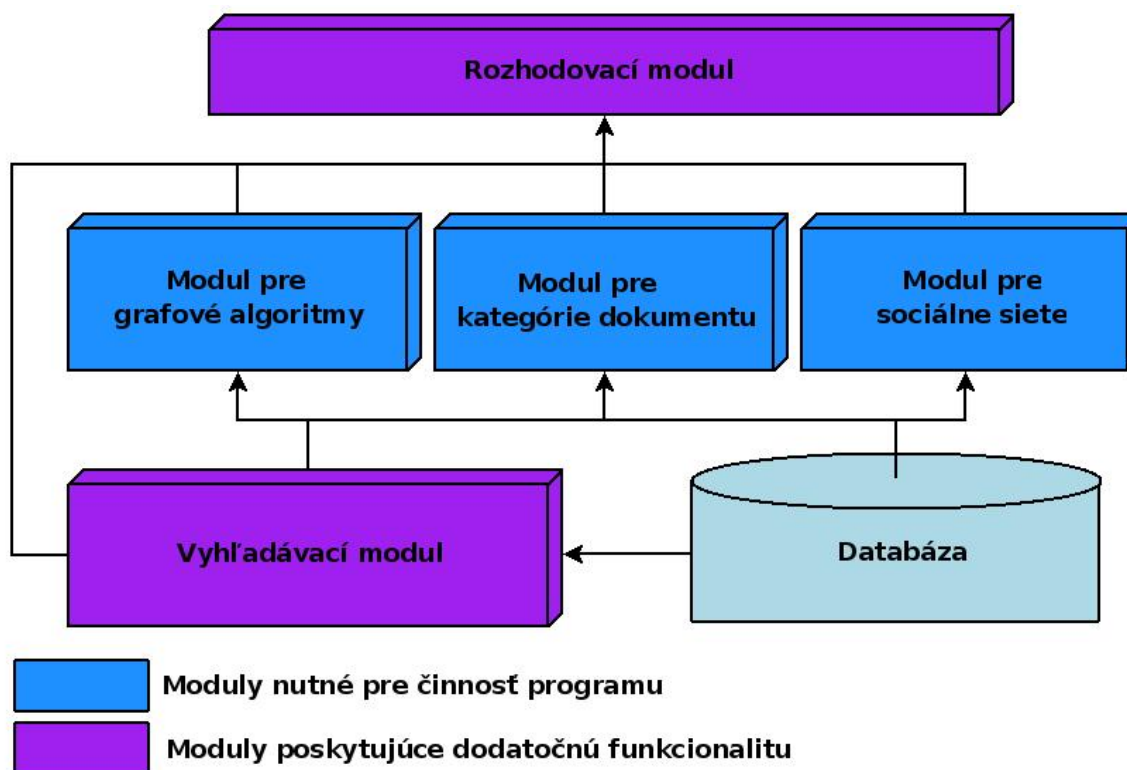 Rozhodovací modul
Modul pre
grafové algoritmy
Modul pre
kategórie dokumentu
Modul pre
sociálne siete
Vyhľadávací modul
Databáza
Moduly nutné pre činnosť programu
Moduly poskytujúce dodatočnú funkcionalitu